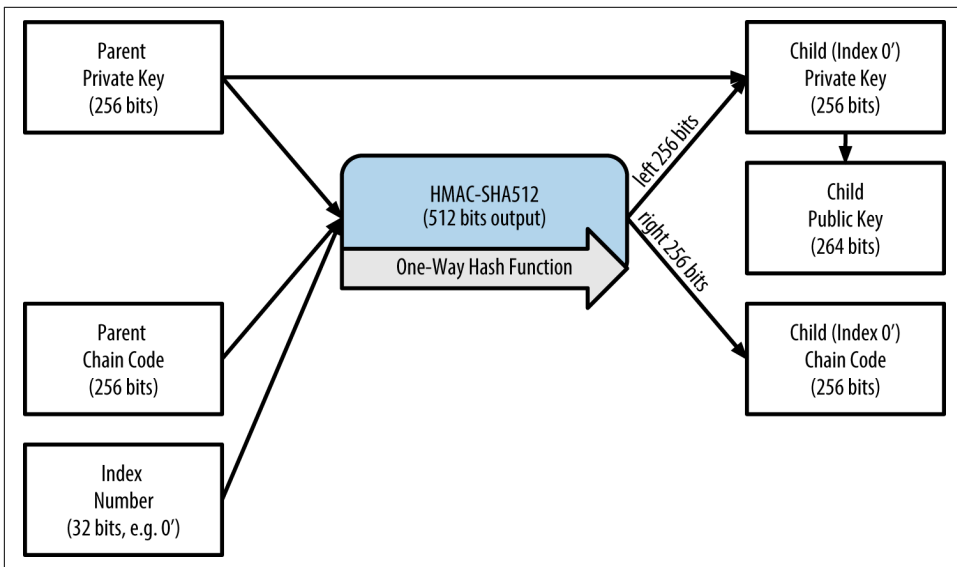 Parent
Private Key
(256 bits)
Parent
Chain Code
(256 bits)
Index
Number
(32 bits, e.g. 0’)
HMAC-SHA512
(512 bits output)
One-Way Hash Function
left 256 bits
right 256 bits
Child (Index 0’)
Private Key
(256 bits)
Child
Public Key
(264 bits)
Child (Index 0’)
Chain Code
(256 bits)